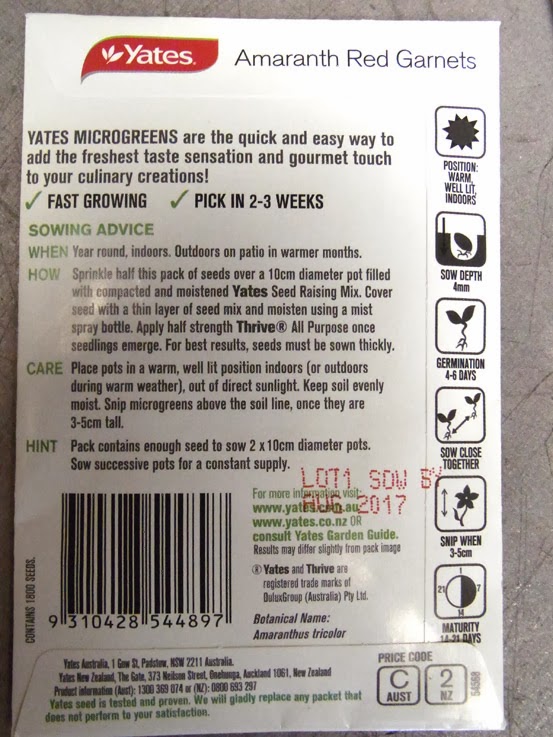 Yates
Amaranth Red Garnets
YATES MICROGREENS are the quick and easy way to
add the freshest taste sensation and gourmet touch
to your culinary creations!
✓ FAST GROWING ✓ PICK IN 2-3 WEEKS
SOWING ADVICE
WHEN Year round, indoors. Outdoors on patio in warmer months.
HOW Sprinkle half this pack of seeds over a 10cm diameter pot filled
with compacted and moistened Yates Seed Raising Mix. Cover
seed with a thin layer of seed mix and moisten using a mist
spray bottle. Apply half strength Thrive® All Purpose once
seedlings emerge. For best results, seeds must be sown thickly.
CARE Place pots in a warm, well lit position indoors (or outdoors
during warm weather), out of direct sunlight. Keep soil evenly
moist. Snip microgreens above the soil line, once they are
3-5cm tall.
HINT Pack contains enough seed to sow 2 x 10cm diameter pots.
Sow successive pots for a constant supply.
POSITION:
WARM,
WELL LIT,
INDOORS
SOW DEPTH
4mm
GERMINATION
4-6 DAYS
SOW CLOSE
TOGETHER
SNIP WHEN
3-5cm
21 7
14
MATURITY
14-21 DAYS
LOT1 SOW BY
AUG 2017
For more information visit:
www.yates.com.au
www.yates.co.nz OR
consult Yates Garden Guide.
Results may differ slightly from pack image
® Yates and Thrive are
registered trade marks of
DuluxGroup (Australia) Pty Ltd.
Botanical Name:
Amaranthus tricolor
CONTAINS 1800 SEEDS.
9 310428 544897
Yates Australia, 1 Gow St, Padstow, NSW 2211 Australia.
Yates New Zealand, The Gate, 373 Neilson Street, Onehunga, Auckland 1061, New Zealand
Product information (Aust): 1300 369 074 or (NZ): 0800 693 297
Yates seed is tested and proven. We will gladly replace any packet that
does not perform to your satisfaction.
PRICE CODE
C
AUST
2
NZ